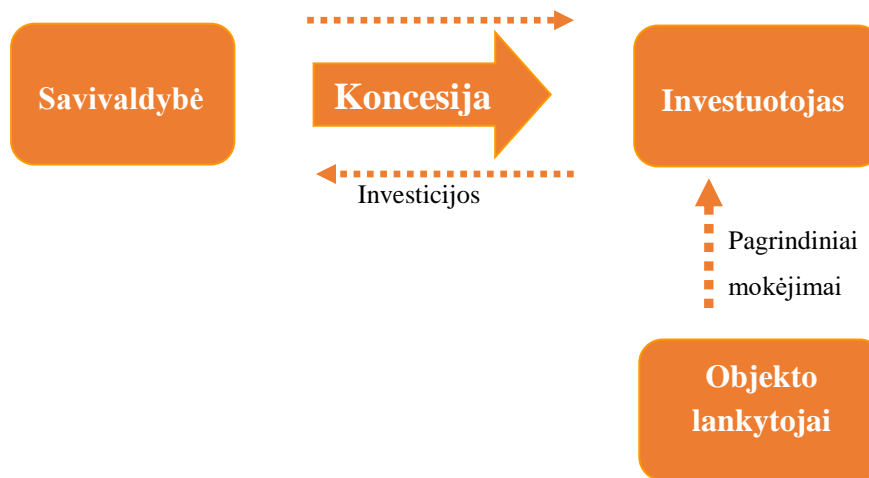 Savivaldybė
Koncesija
Investuotojas
Investicijos
Pagrindiniai
mokėjimai
Objekto
lankytojai